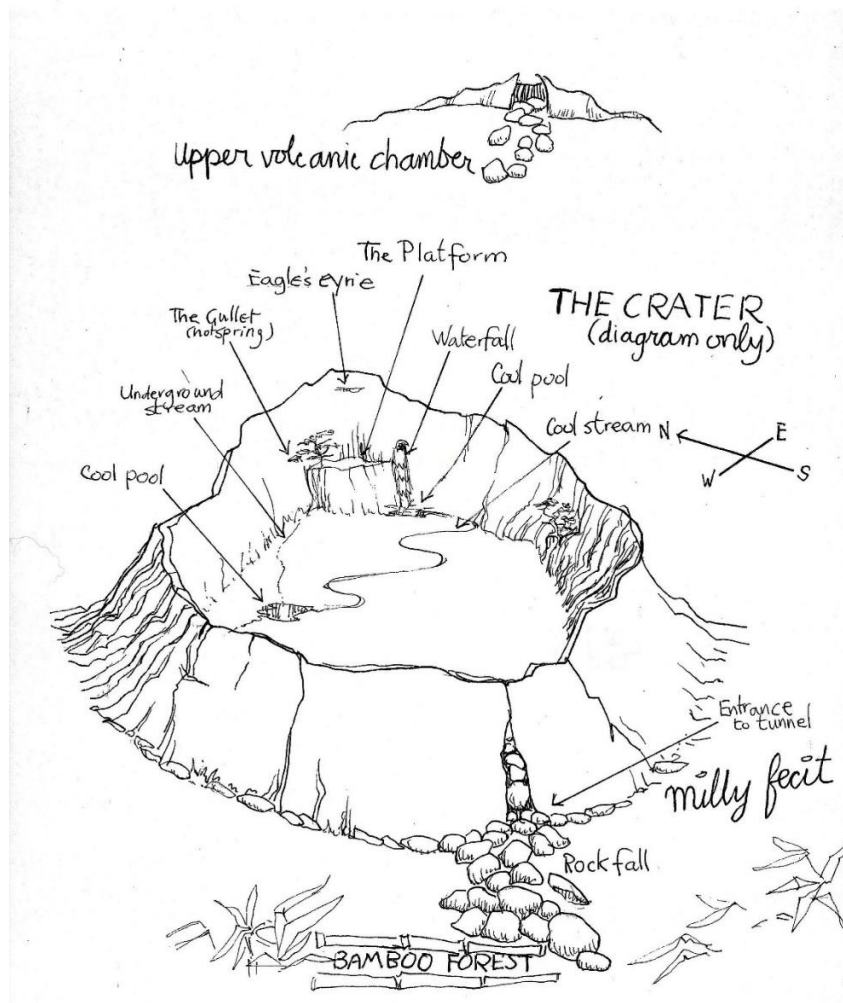 Upper volcanic chamber
The Platform
Eagle's eyrie
The Gullet
(hotspring)
THE CRATER
(diagram only)
Waterfall
Cool pool
Underground
stream
Cool stream
N
E
W
S
Cool pool
Entrance
to tunnel
milly fecit
Rock fall
BAMBOO FOREST